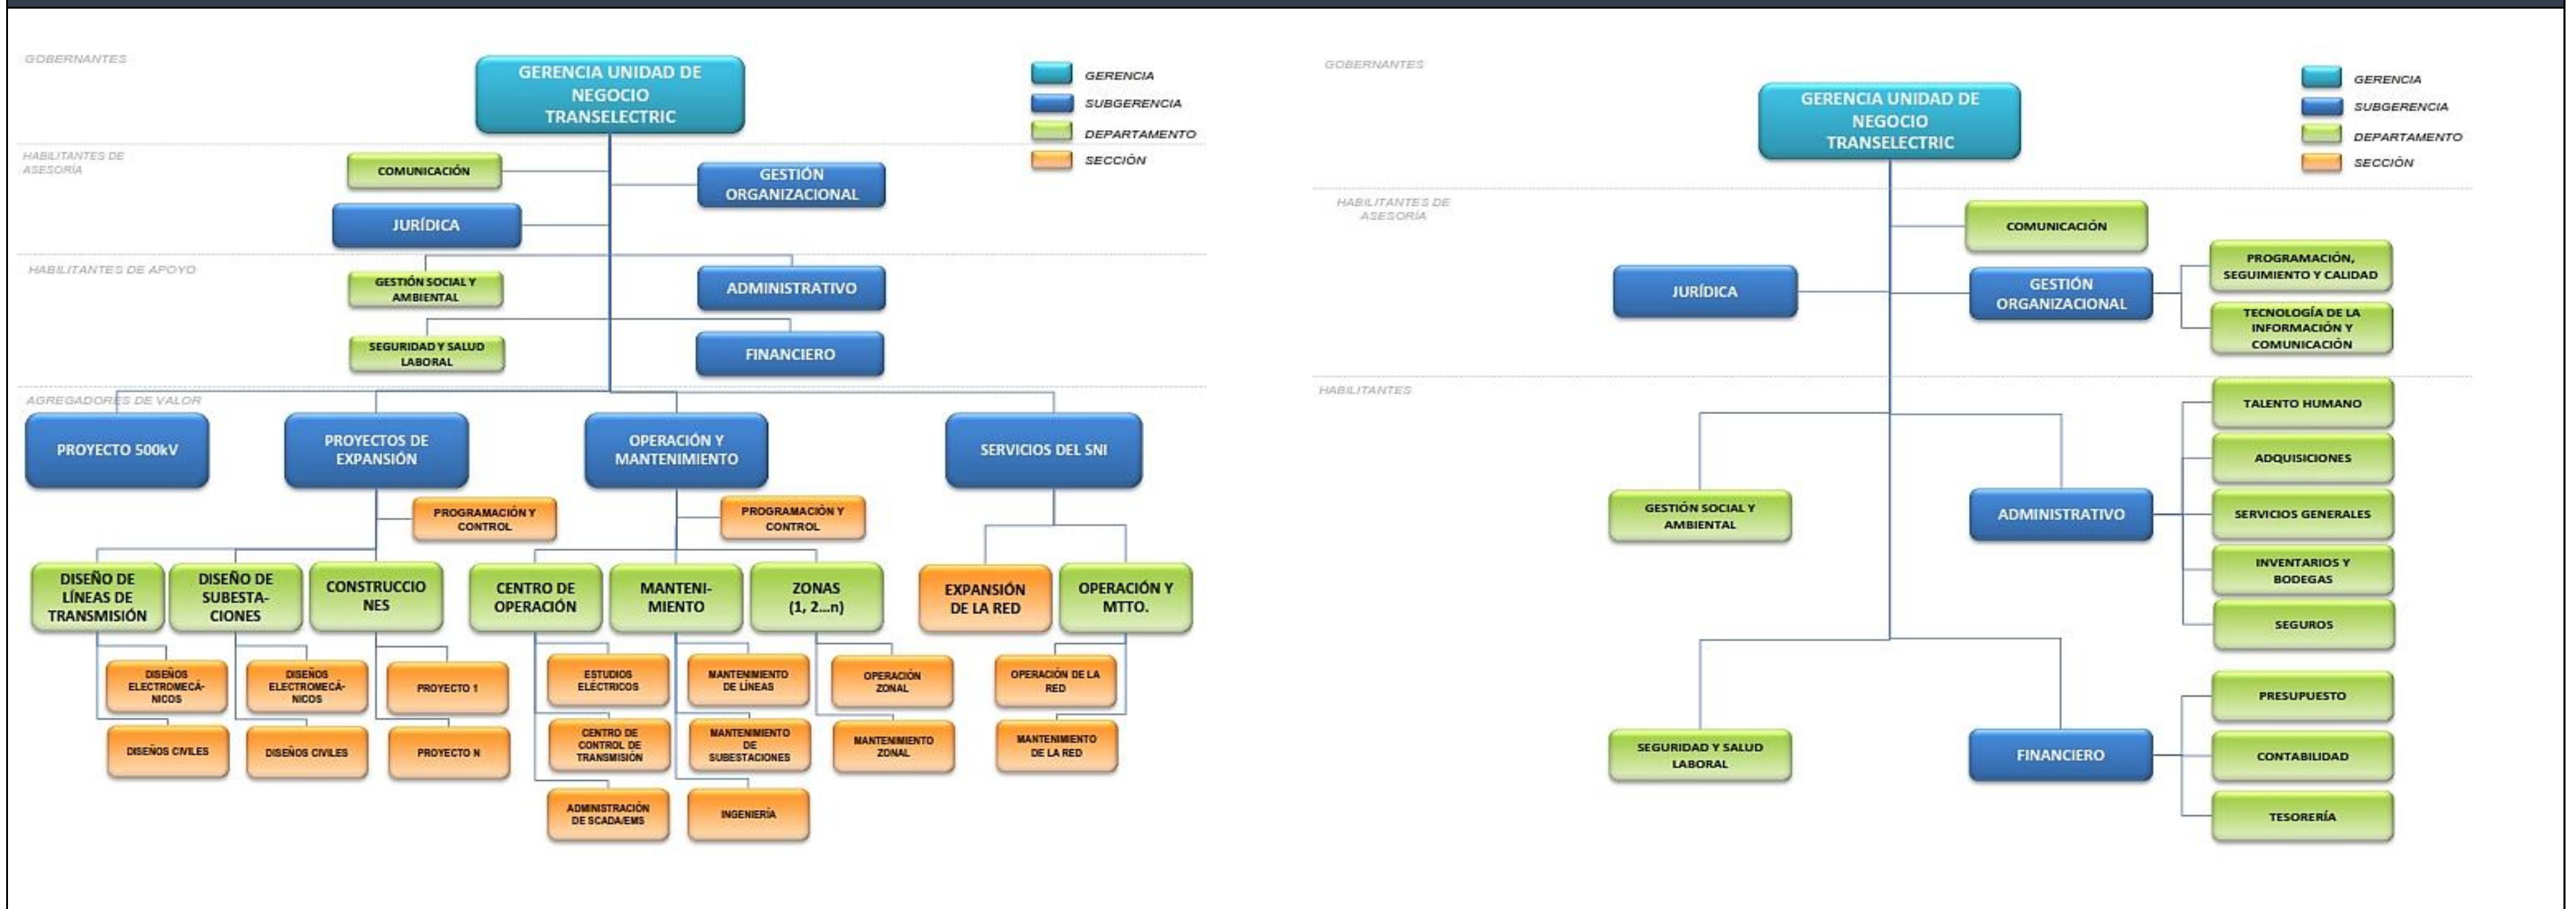 GOBERNANTES
GERENCIA UNIDAD DE
NEGOCIO
TRANSELECTRIC
GERENCIA
SUBGERENCIA
DEPARTAMENTO
SECCIÓN
HABILITANTES DE
ASESORÍA
COMUNICACIÓN
GESTIÓN
ORGANIZACIONAL
JURÍDICA
HABILITANTES DE APOYO
GESTIÓN SOCIAL Y
AMBIENTAL
ADMINISTRATIVO
SEGURIDAD Y SALUD
LABORAL
FINANCIERO
AGREGADORES DE VALOR
PROYECTO 500kV
PROYECTOS DE
EXPANSIÓN
OPERACIÓN Y
MANTENIMIENTO
SERVICIOS DEL SNI
PROGRAMACIÓN Y
CONTROL
PROGRAMACIÓN Y
CONTROL
DISEÑO DE
LÍNEAS DE
TRANSMISIÓN
DISEÑO DE
SUBESTA-
CIONES
CONSTRUCCIO
NES
CENTRO DE
OPERACIÓN
MANTENI-
MIENTO
ZONAS
(1, 2...n)
EXPANSIÓN
DE LA RED
OPERACIÓN Y
MTTO.
DISEÑOS
ELECTROMECÁ-
NICOS
DISEÑOS
ELECTROMECÁ-
NICOS
PROYECTO 1
ESTUDIOS
ELÉCTRICOS
MANTENIMIENTO
DE LÍNEAS
OPERACIÓN
ZONAL
OPERACIÓN DE LA
RED
DISEÑOS CIVILES
DISEÑOS CIVILES
PROYECTO N
CENTRO DE
CONTROL DE
TRANSMISIÓN
MANTENIMIENTO
DE
SUBESTACIONES
MANTENIMIENTO
ZONAL
MANTENIMIENTO
DE LA RED
ADMINISTRACIÓN
DE SCADA/EMS
INGENIERÍA
GOBERNANTES
GERENCIA UNIDAD DE
NEGOCIO
TRANSELECTRIC
GERENCIA
SUBGERENCIA
DEPARTAMENTO
SECCIÓN
HABILITANTES DE
ASESORÍA
COMUNICACIÓN
JURÍDICA
GESTIÓN
ORGANIZACIONAL
PROGRAMACIÓN,
SEGUIMIENTO Y CALIDAD
TECNOLOGÍA DE LA
INFORMACIÓN Y
COMUNICACIÓN
HABILITANTES
GESTIÓN SOCIAL Y
AMBIENTAL
ADMINISTRATIVO
TALENTO HUMANO
ADQUISICIONES
SERVICIOS GENERALES
INVENTARIOS Y
BODEGAS
SEGUROS
SEGURIDAD Y SALUD
LABORAL
FINANCIERO
PRESUPUESTO
CONTABILIDAD
TESORERÍA